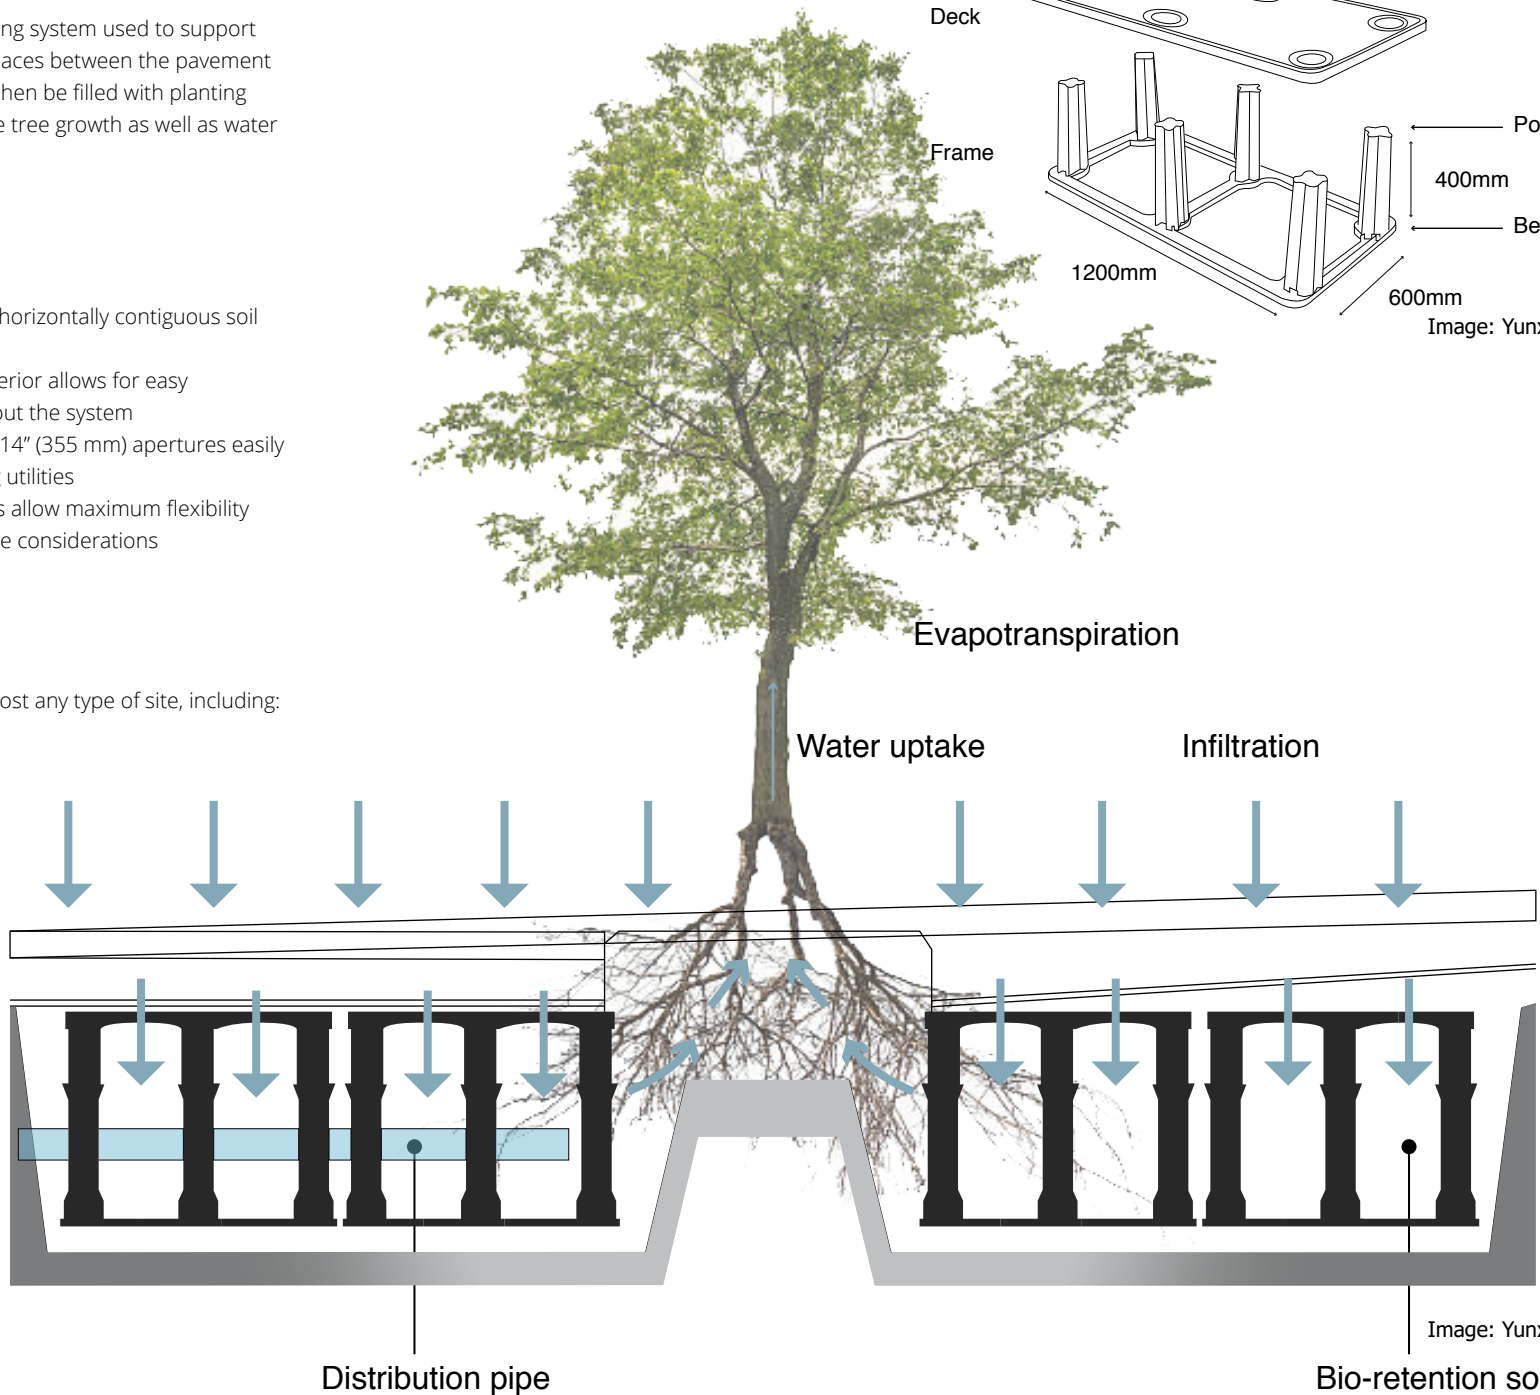 ng system used to support
aces between the pavement
hen be filled with planting
e tree growth as well as water
horizontally contiguous soil
erior allows for easy
out the system
14” (355 mm) apertures easily
utilities
s allow maximum flexibility
e considerations
ost any type of site, including:
Deck
Frame
Po
400mm
Be
1200mm
600mm
Image: Yunx
Evapotranspiration
Water uptake
Infiltration
Image: Yunx
Distribution pipe
Bio-retention so